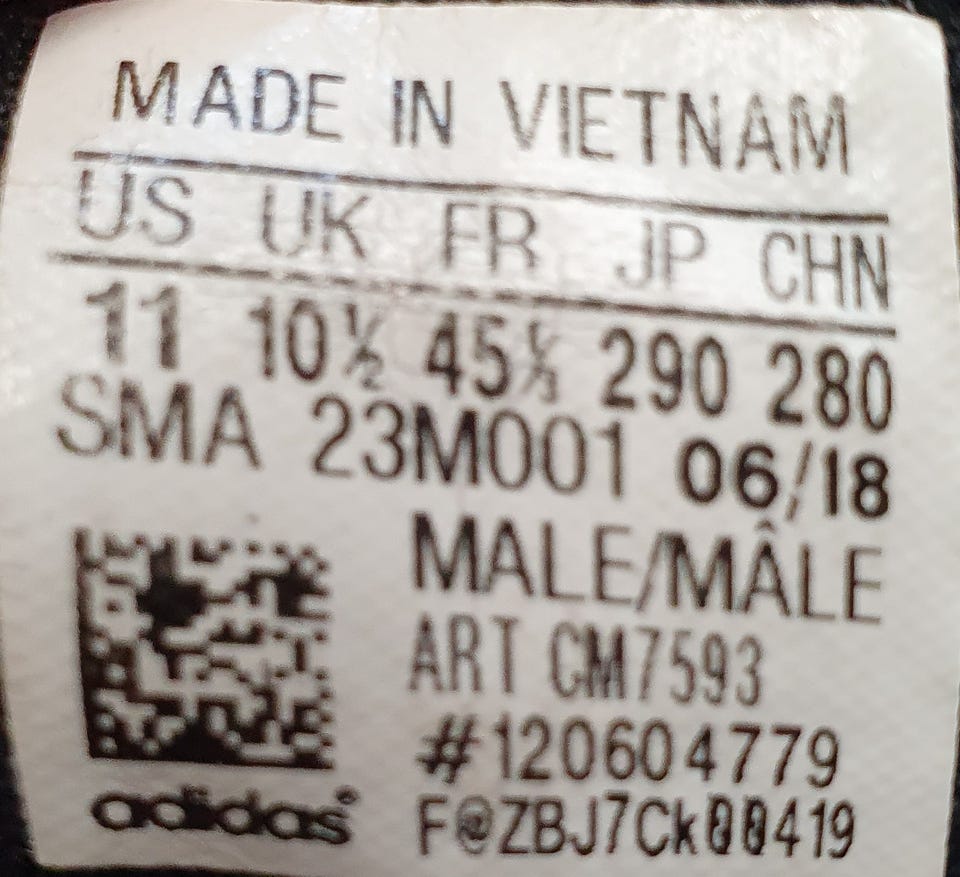 MADE IN VIETNAM
US UK FR JP CHN
11 10½ 45⅓ 290 280
SMA 23M001 06/18
MALE/MÂLE
ART CM7593
#120604779
F@ZBJ7Ck00419
adidas®